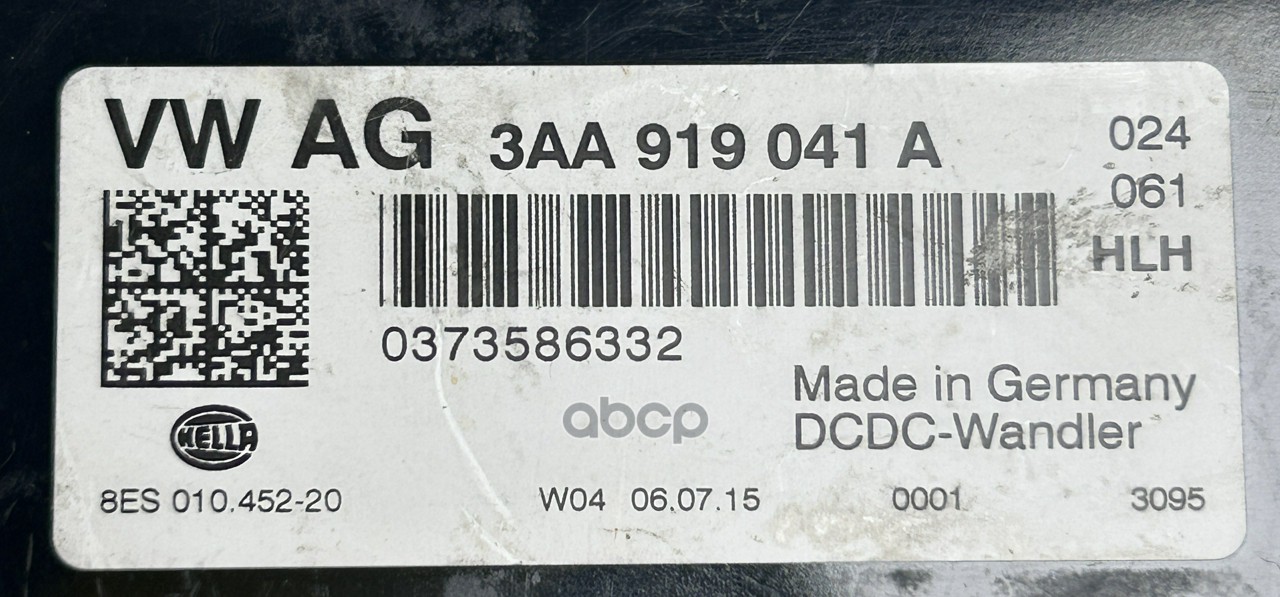 VW AG 3AA 919 041 A 024
061
HLH
0373586332
Made in Germany
abcp
DCDC-Wandler
HELLA
8ES 010.452-20 W04 06.07.15 0001 3095